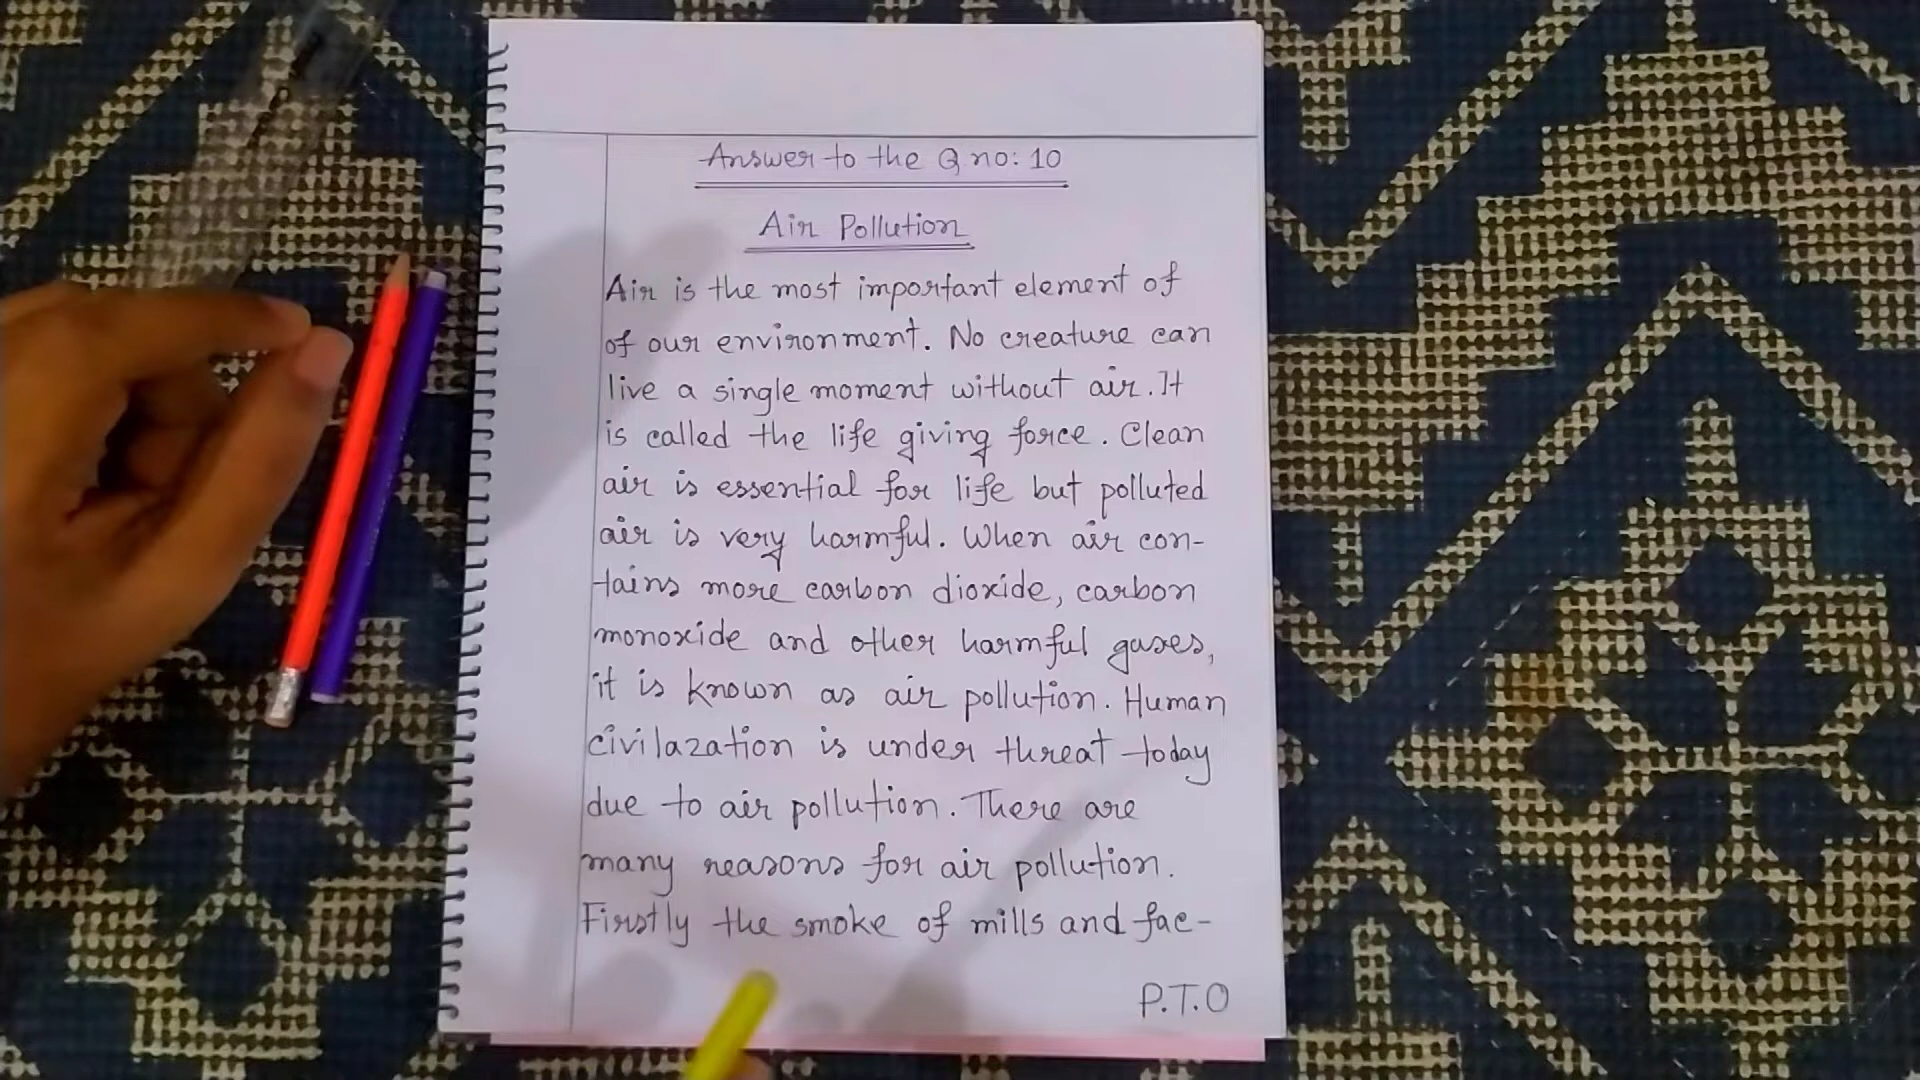 Answer to the Q no: 10
Air Pollution
Air is the most important element of
of our environment. No creature can
live a single moment without air. It
is called the life giving force. Clean
air is essential for life but polluted
air is very harmful. When air con-
tains more carbon dioxide, carbon
monoxide and other harmful gases,
it is known as air pollution. Human
civilazation is under threat today
due to air pollution. There are
many reasons for air pollution.
Firstly the smoke of mills and fac-
P.T.O